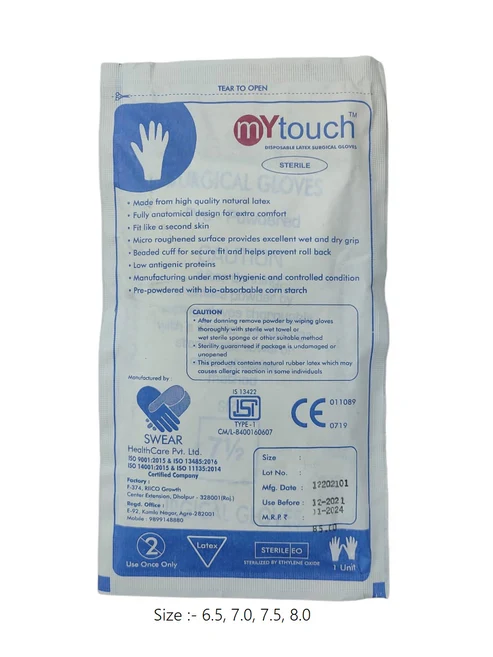 TEAR TO OPEN
mYtouch™
DISPOSABLE LATEX SURGICAL GLOVES
STERILE
SURGICAL GLOVES
• Made from high quality natural latex
• Fully anatomical design for extra comfort
• Fit like a second skin
• Micro roughened surface provides excellent wet and dry grip
• Beaded cuff for secure fit and helps prevent roll back
• Low antigenic proteins
• Manufacturing under most hygienic and controlled condition
• Pre-powdered with bio-absorbable corn starch
CAUTION
• After donning remove powder by wiping gloves
thoroughly with sterile wet towel or
wet sterile sponge or other suitable method
• Sterility guaranteed if package is undamaged or
unopened
• This products contains natural rubber latex which may
causes allergic reaction in some individuals
Manufactured by :
SWEAR
HealthCare Pvt. Ltd.
ISO 9001:2015 & ISO 13485:2016
ISO 14001:2015 & ISO 11135:2014
Certified Company
Factory :
F-374, RIICO Growth
Center Extension, Dholpur - 328001(Raj.)
Regd. Office :
E-92, Kamla Nagar, Agra-282001
Mobile : 9899148880
IS 13422
ISI
TYPE - 1
CM/L-8400160607
CE
011089
0719
7½
Size :
Lot No. :
Mfg. Date : 12202101
Use Before : 12-2021
M.R.P. ₹ : 11-2024
85.00
2
Use Once Only
Latex
STERILE EO
STERILIZED BY ETHYLENE OXIDE
1 Unit
Size :- 6.5, 7.0, 7.5, 8.0